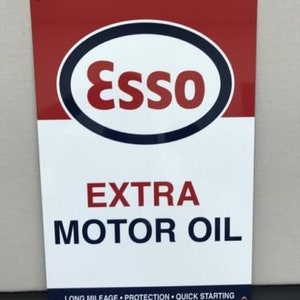 Esso
EXTRA
MOTOR OIL
LONG MILEAGE • PROTECTION • QUICK STARTING